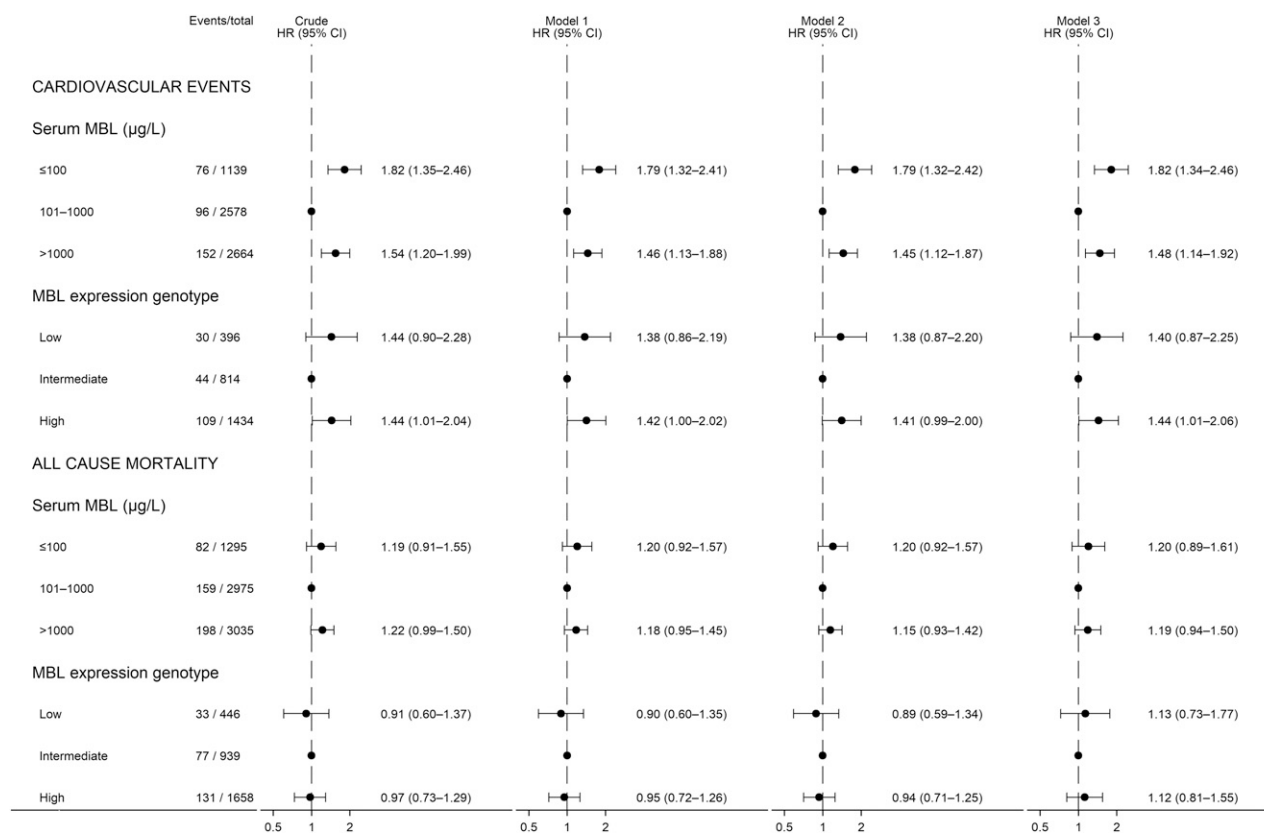 Events/total Crude Model 1 Model 2 Model 3
HR (95% CI) HR (95% CI) HR (95% CI) HR (95% CI)
CARDIOVASCULAR EVENTS
Serum MBL (µg/L)
≤100 76 / 1139 1.82 (1.35–2.46) 1.79 (1.32–2.41) 1.79 (1.32–2.42) 1.82 (1.34–2.46)
101–1000 96 / 2578
>1000 152 / 2664 1.54 (1.20–1.99) 1.46 (1.13–1.88) 1.45 (1.12–1.87) 1.48 (1.14–1.92)
MBL expression genotype
Low 30 / 396 1.44 (0.90–2.28) 1.38 (0.86–2.19) 1.38 (0.87–2.20) 1.40 (0.87–2.25)
Intermediate 44 / 814
High 109 / 1434 1.44 (1.01–2.04) 1.42 (1.00–2.02) 1.41 (0.99–2.00) 1.44 (1.01–2.06)
ALL CAUSE MORTALITY
Serum MBL (µg/L)
≤100 82 / 1295 1.19 (0.91–1.55) 1.20 (0.92–1.57) 1.20 (0.92–1.57) 1.20 (0.89–1.61)
101–1000 159 / 2975
>1000 198 / 3035 1.22 (0.99–1.50) 1.18 (0.95–1.45) 1.15 (0.93–1.42) 1.19 (0.94–1.50)
MBL expression genotype
Low 33 / 446 0.91 (0.60–1.37) 0.90 (0.60–1.35) 0.89 (0.59–1.34) 1.13 (0.73–1.77)
Intermediate 77 / 939
High 131 / 1658 0.97 (0.73–1.29) 0.95 (0.72–1.26) 0.94 (0.71–1.25) 1.12 (0.81–1.55)
0.5 1 2 0.5 1 2 0.5 1 2 0.5 1 2